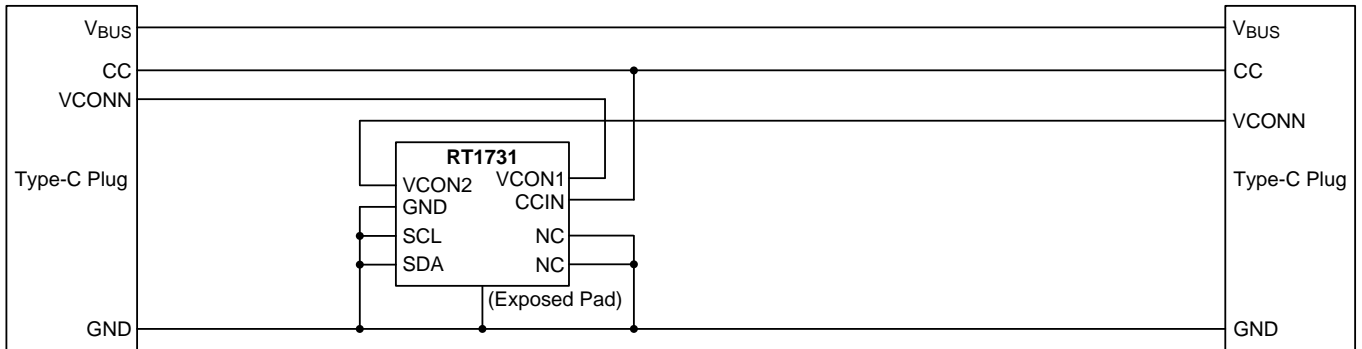 VBUS
VBUS
CC
CC
VCONN
VCONN
RT1731
Type-C Plug
VCON2
VCON1
Type-C Plug
GND
CCIN
SCL
NC
SDA
NC
(Exposed Pad)
GND
GND